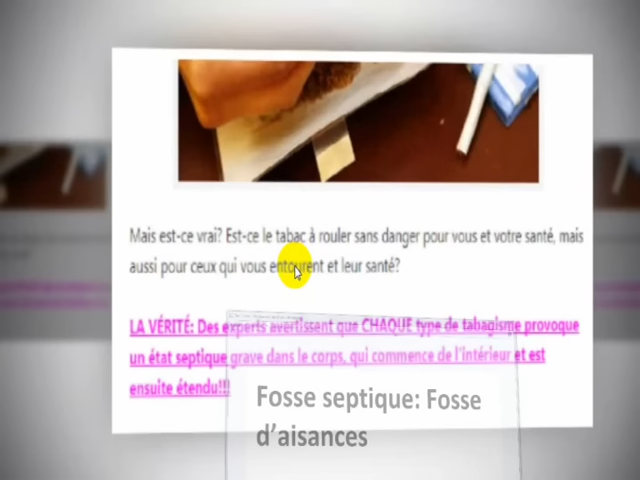 Mais est-ce vrai? Est-ce le tabac à rouler sans danger pour vous et votre santé, mais
aussi pour ceux qui vous entourent et leur santé?
LA VÉRITÉ: Des experts avertissent que CHAQUE type de tabagisme provoque
un état septique grave dans le corps, qui commence de l'intérieur et est
ensuite étendu!!!
Fosse septique: Fosse
d’aisances